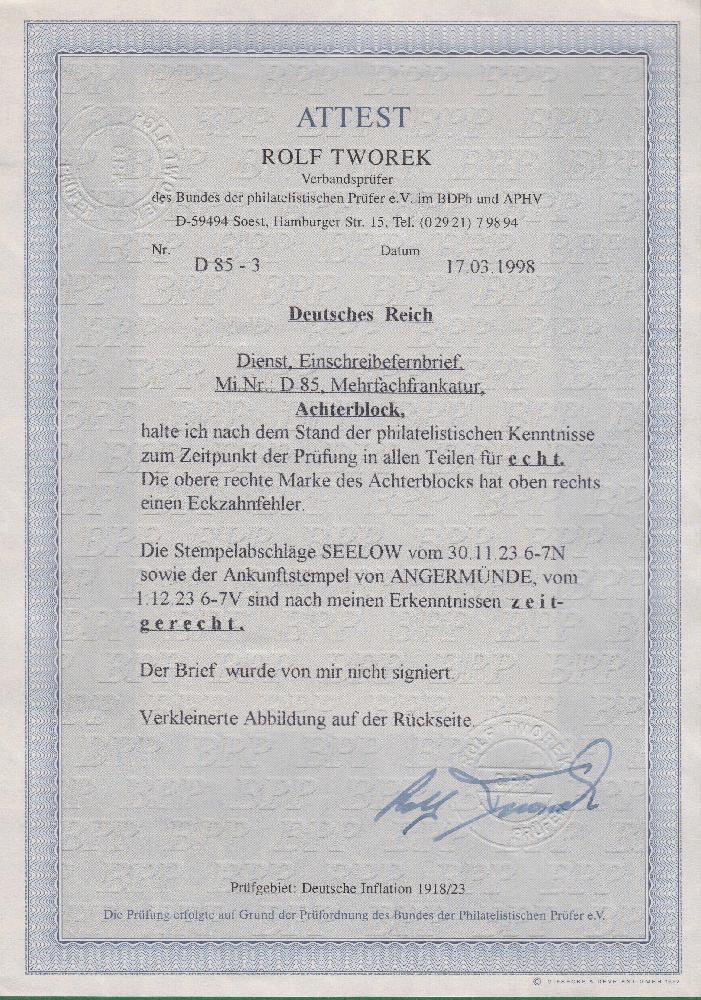 ATTEST
ROLF TWOREK
Verbandsprüfer
des Bundes der philatelistischen Prüfer e.V. im BDPh und APHV
D-59494 Soest, Hamburger Str. 15, Tel. (0 29 21) 7 98 94
Nr. Datum
D 85 - 3 17.03.1998
Deutsches Reich
Dienst, Einschreibefernbrief,
Mi.Nr.: D 85, Mehrfachfrankatur,
Achterblock,
halte ich nach dem Stand der philatelistischen Kenntnisse
zum Zeitpunkt der Prüfung in allen Teilen für e c h t.
Die obere rechte Marke des Achterblocks hat oben rechts
einen Eckzahnfehler.
Die Stempelabschläge SEELOW vom 30.11.23 6-7N
sowie der Ankunftstempel von ANGERMÜNDE, vom
1.12.23 6-7V sind nach meinen Erkenntnissen z e i t-
g e r e c h t.
Der Brief wurde von mir nicht signiert.
Verkleinerte Abbildung auf der Rückseite.
ROLF TWOREK
BPP
PRÜFER
Rolf Tworek
Prüfgebiet: Deutsche Inflation 1918/23
Die Prüfung erfolgte auf Grund der Prüfordnung des Bundes der Philatelistischen Prüfer e.V.